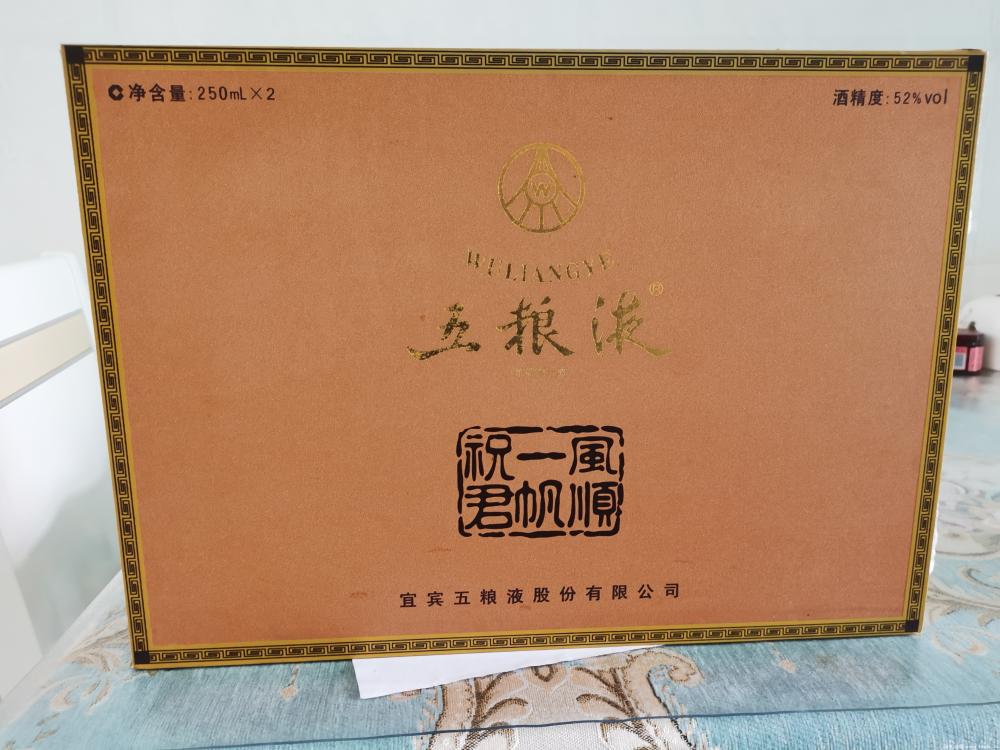 净含量:250mL×2
酒精度:52%vol
W
WULIANGYE
五粮液®
祝一風
君帆順
宜宾五粮液股份有限公司